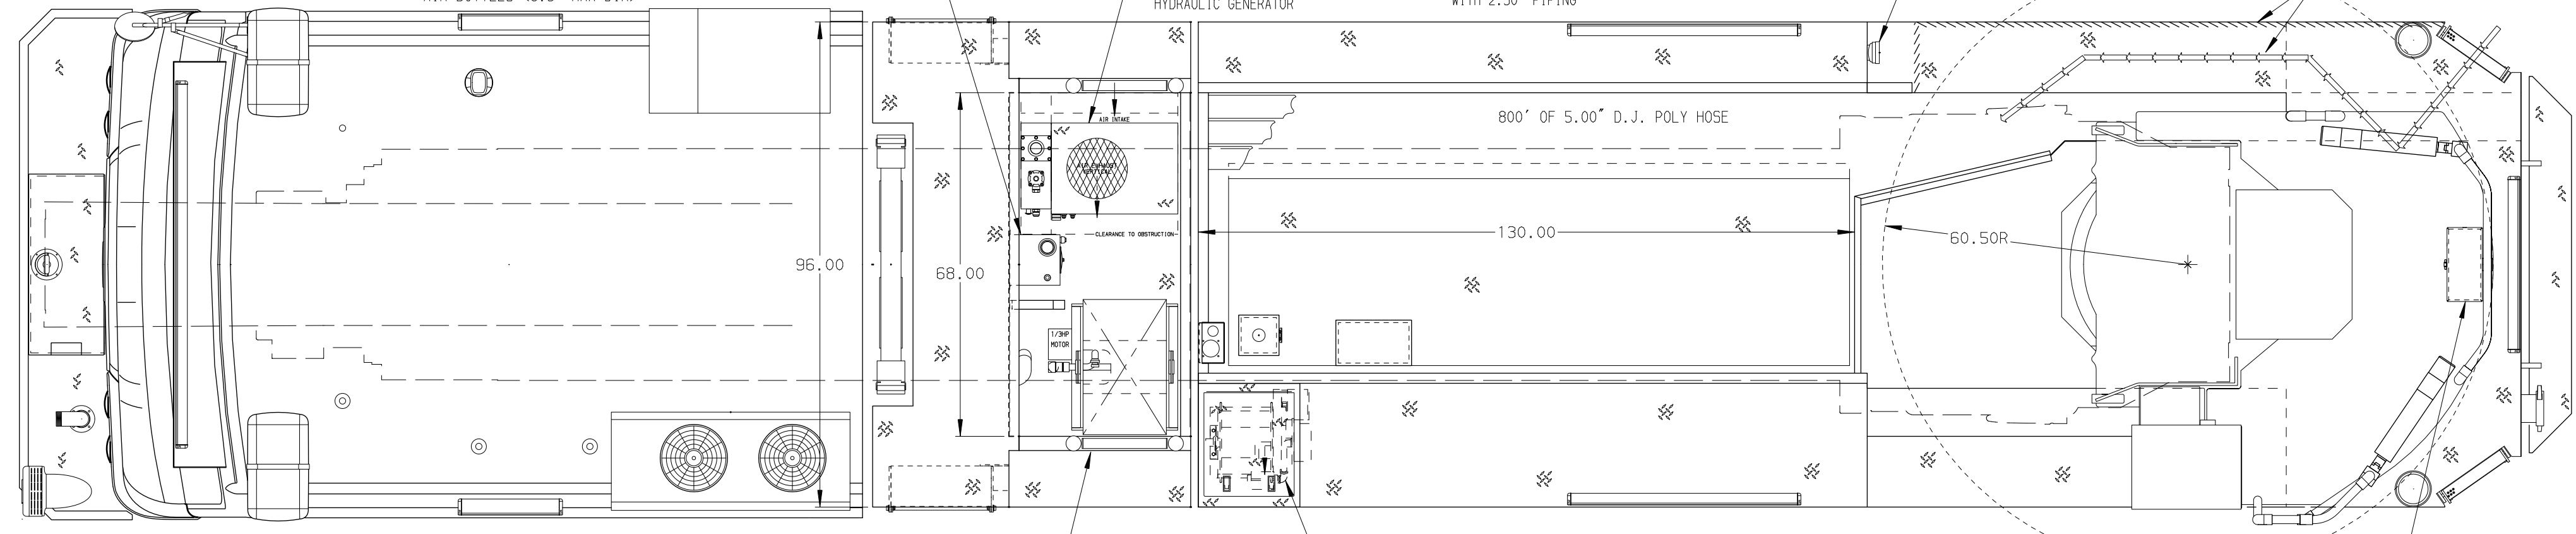 HYDRAULIC GENERATOR
WITH 2.50" PIPING
AIR INTAKE
800' OF 5.00" D.J. POLY HOSE
AIR EXHAUST
VERTICAL
CLEARANCE TO OBSTRUCTION
130.00
60.50R
96.00
68.00
1/3HP
MOTOR